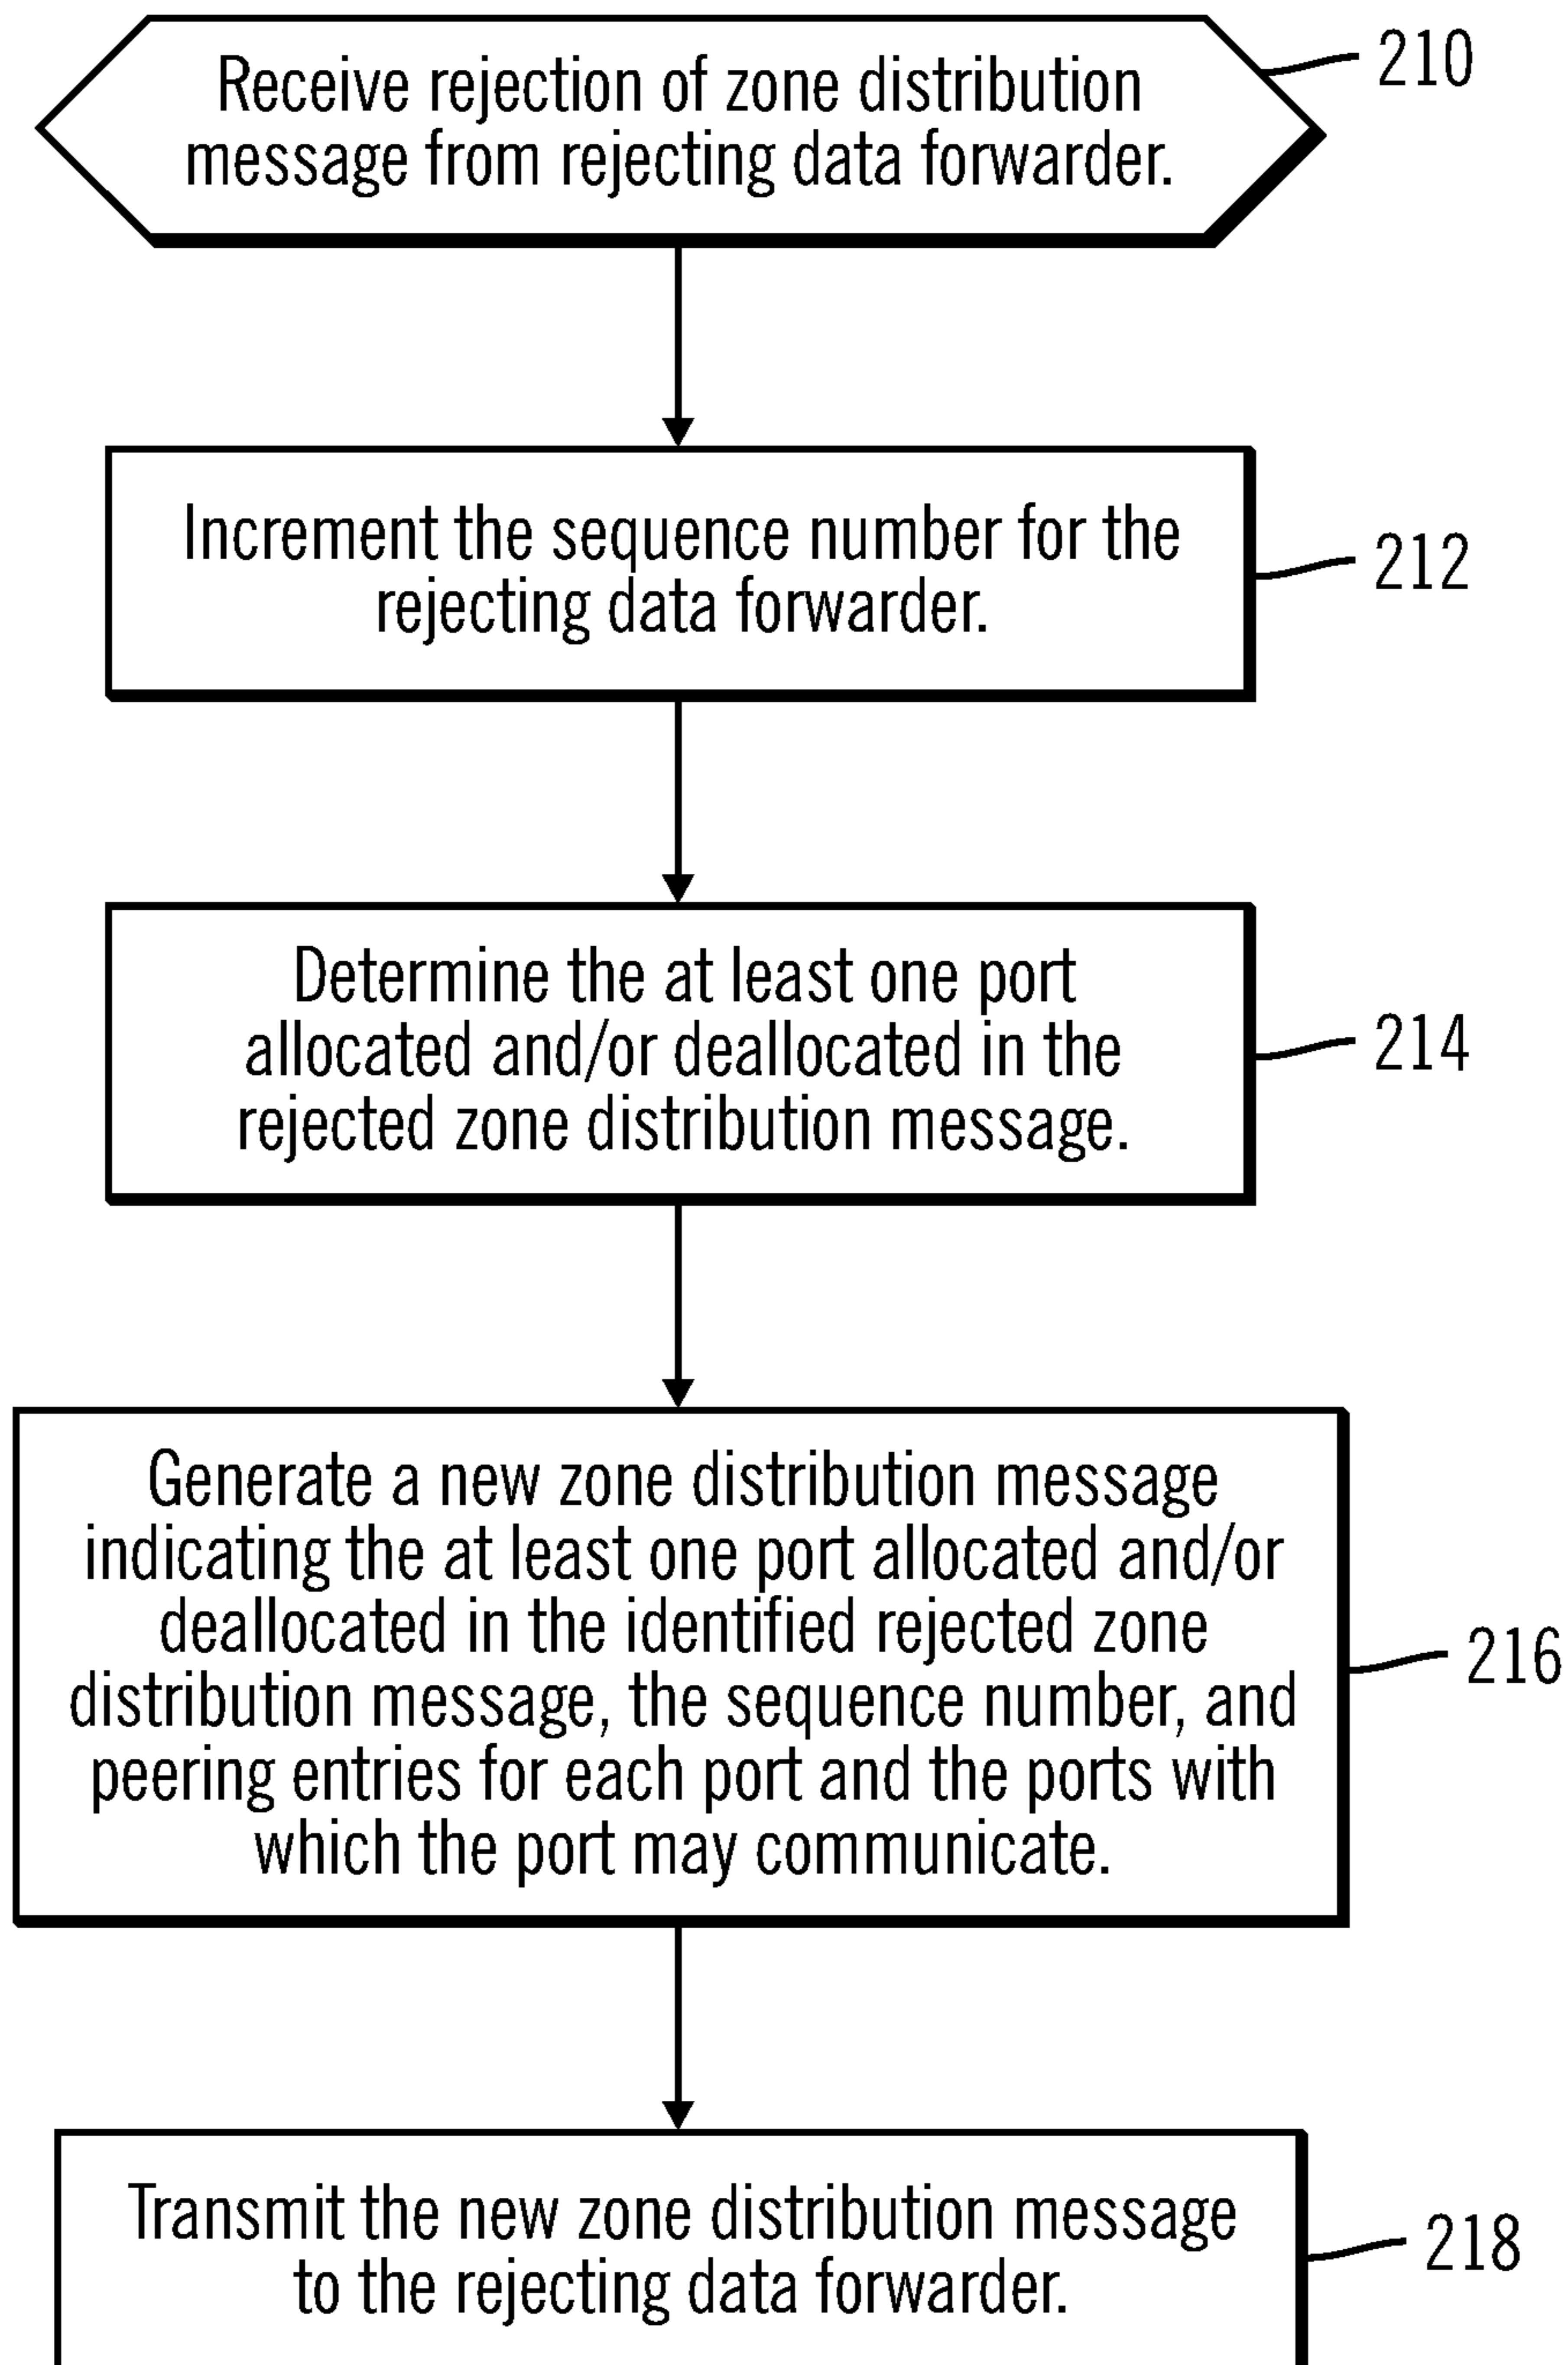 Receive rejection of zone distribution
message from rejecting data forwarder.
210
Increment the sequence number for the
rejecting data forwarder.
212
Determine the at least one port
allocated and/or deallocated in the
rejected zone distribution message.
214
Generate a new zone distribution message
indicating the at least one port allocated and/or
deallocated in the identified rejected zone
distribution message, the sequence number, and
peering entries for each port and the ports with
which the port may communicate.
216
Transmit the new zone distribution message
to the rejecting data forwarder.
218